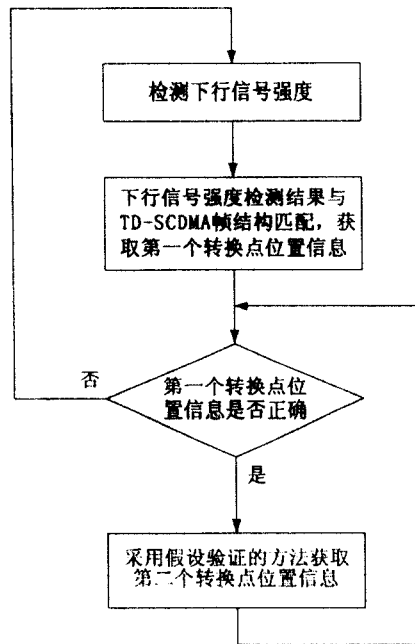 检测下行信号强度
下行信号强度检测结果与
TD-SCDMA帧结构匹配，获
取第一个转换点位置信息
否
第一个转换点位
置信息是否正确
是
采用假设验证的方法获取
第二个转换点位置信息